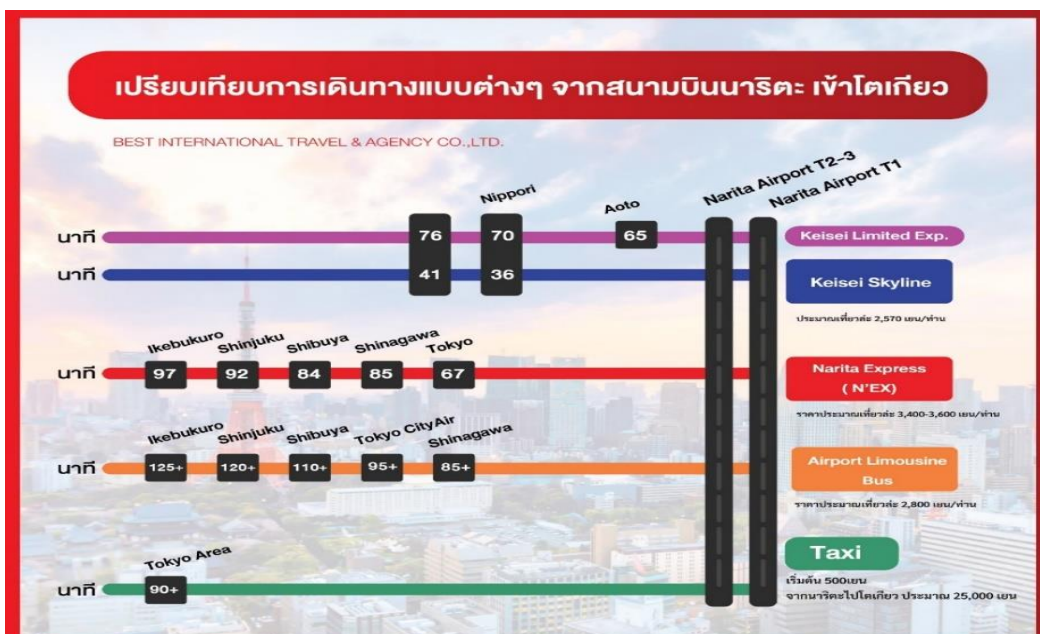 เปรียบเทียบการเดินทางแบบต่างๆ จากสนามบินนาริตะ เข้าโตเกียว
BEST INTERNATIONAL TRAVEL & AGENCY CO.,LTD.
Nippori
Aoto
Narita Airport T2-3
Narita Airport T1
นาที 76 70 65 Keisei Limited Exp.
นาที 41 36 Keisei Skyline
ประมาณเที่ยวล่ะ 2,570 เยน/ท่าน
Ikebukuro Shinjuku Shibuya Shinagawa Tokyo
นาที 97 92 84 85 67 Narita Express
( N'EX)
ราคาประมาณเที่ยวล่ะ 3,400-3,600 เยน/ท่าน
Ikebukuro Shinjuku Shibuya Tokyo CityAir Shinagawa
นาที 125+ 120+ 110+ 95+ 85+ Airport Limousine
Bus
ราคาประมาณเที่ยวล่ะ 2,800 เยน/ท่าน
Tokyo Area
Taxi
นาที 90+
เริ่มต้น 500เยน
จากนาริตะไปโตเกียว ประมาณ 25,000 เยน